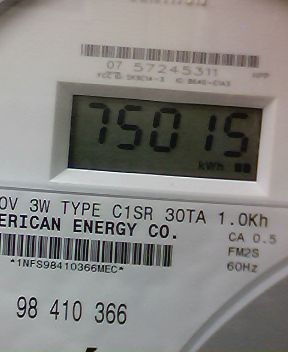 07 57245311
75015
kWh
0V 3W TYPE C1SR 30TA 1.0Kh
ERICAN ENERGY CO.
CA 0.5
FM2S
*1NFS98410366MEC*
60Hz
98 410 366